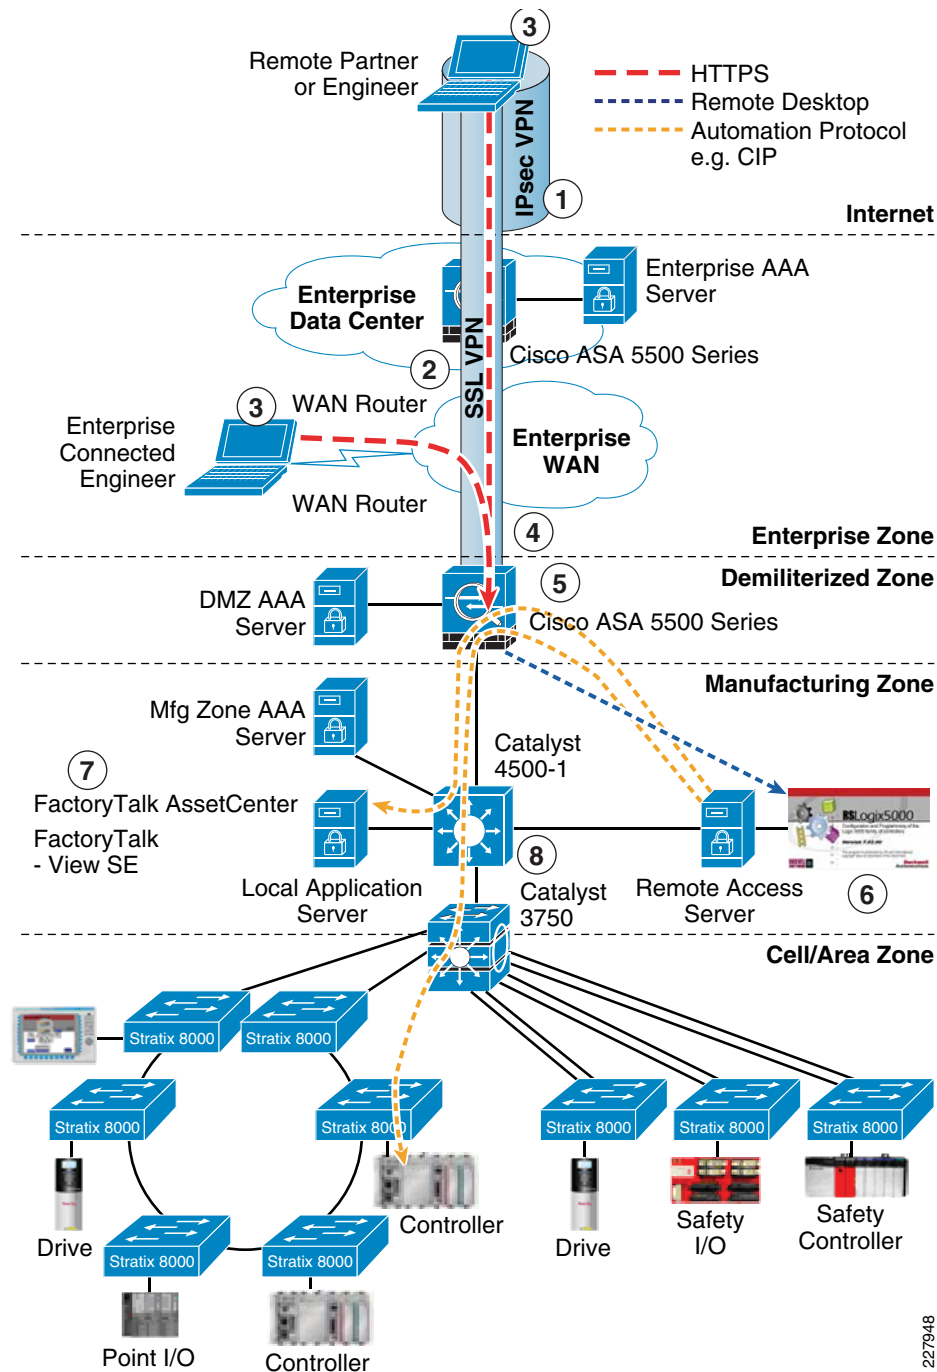 3
Remote Partner
or Engineer
HTTPS
Remote Desktop
Automation Protocol
e.g. CIP
IPsec VPN
1
Internet
Enterprise
Data Center
Enterprise AAA
Server
Cisco ASA 5500 Series
2
SSL VPN
3
WAN Router
Enterprise
Connected
Engineer
Enterprise
WAN
WAN Router
4
Enterprise Zone
Demiliterized Zone
5
DMZ AAA
Server
Cisco ASA 5500 Series
Manufacturing Zone
Mfg Zone AAA
Server
Catalyst
4500-1
7
FactoryTalk AssetCenter
FactoryTalk
- View SE
RSLogix5000
8
Local Application
Server
Catalyst
3750
Remote Access
Server
6
Cell/Area Zone
Stratix 8000
Stratix 8000
Stratix 8000
Stratix 8000
Stratix 8000
Stratix 8000
Stratix 8000
Drive
Controller
Drive
Safety
I/O
Safety
Controller
Stratix 8000
Stratix 8000
Point I/O
Controller
227948